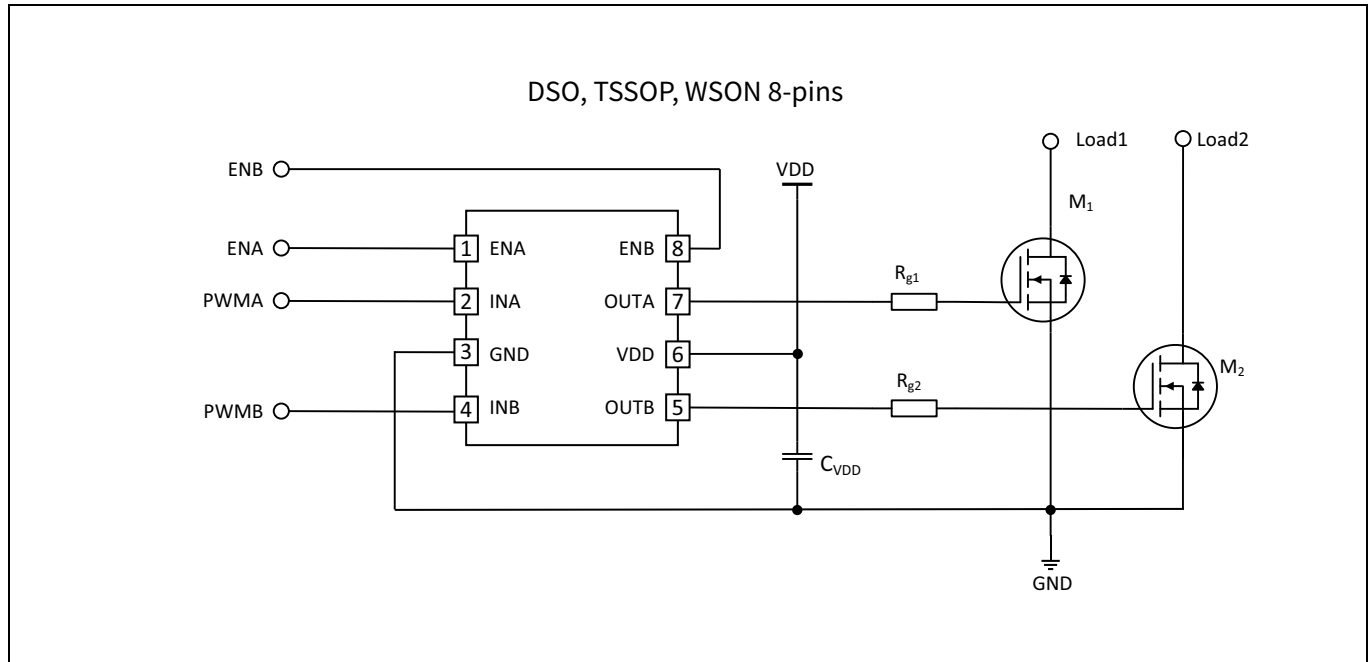 DSO, TSSOP, WSON 8-pins
Load1
Load2
ENB
VDD
M1
ENA
1 ENA
ENB 8
Rg1
PWMA
2 INA
OUTA 7
3 GND
VDD 6
M2
Rg2
PWMB
4 INB
OUTB 5
CVDD
GND